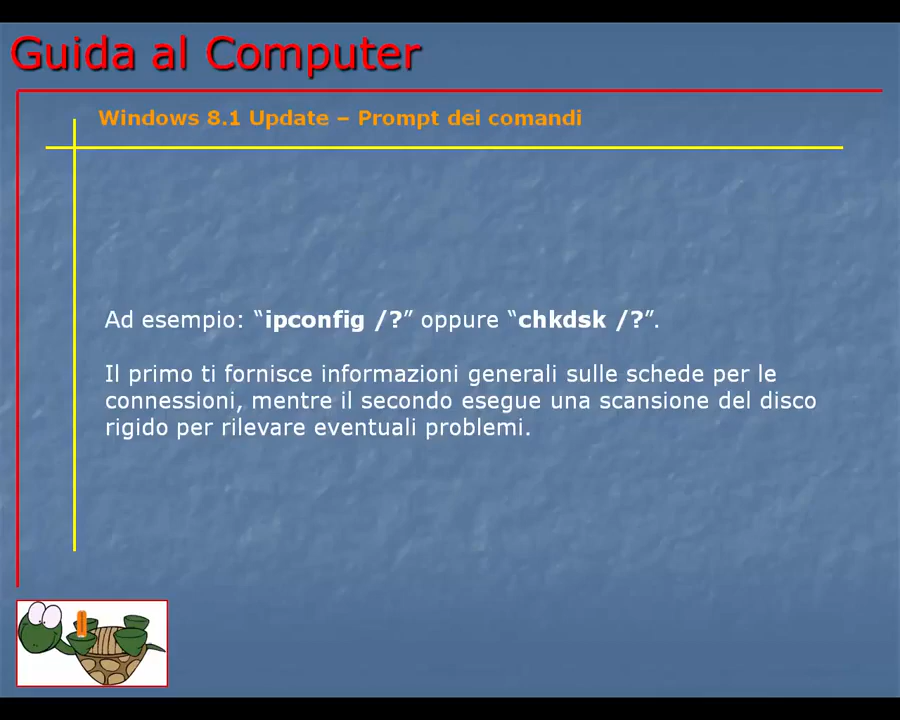 Guida al Computer
Windows 8.1 Update – Prompt dei comandi
Ad esempio: “ipconfig /?” oppure “chkdsk /?”.
Il primo ti fornisce informazioni generali sulle schede per le
connessioni, mentre il secondo esegue una scansione del disco
rigido per rilevare eventuali problemi.